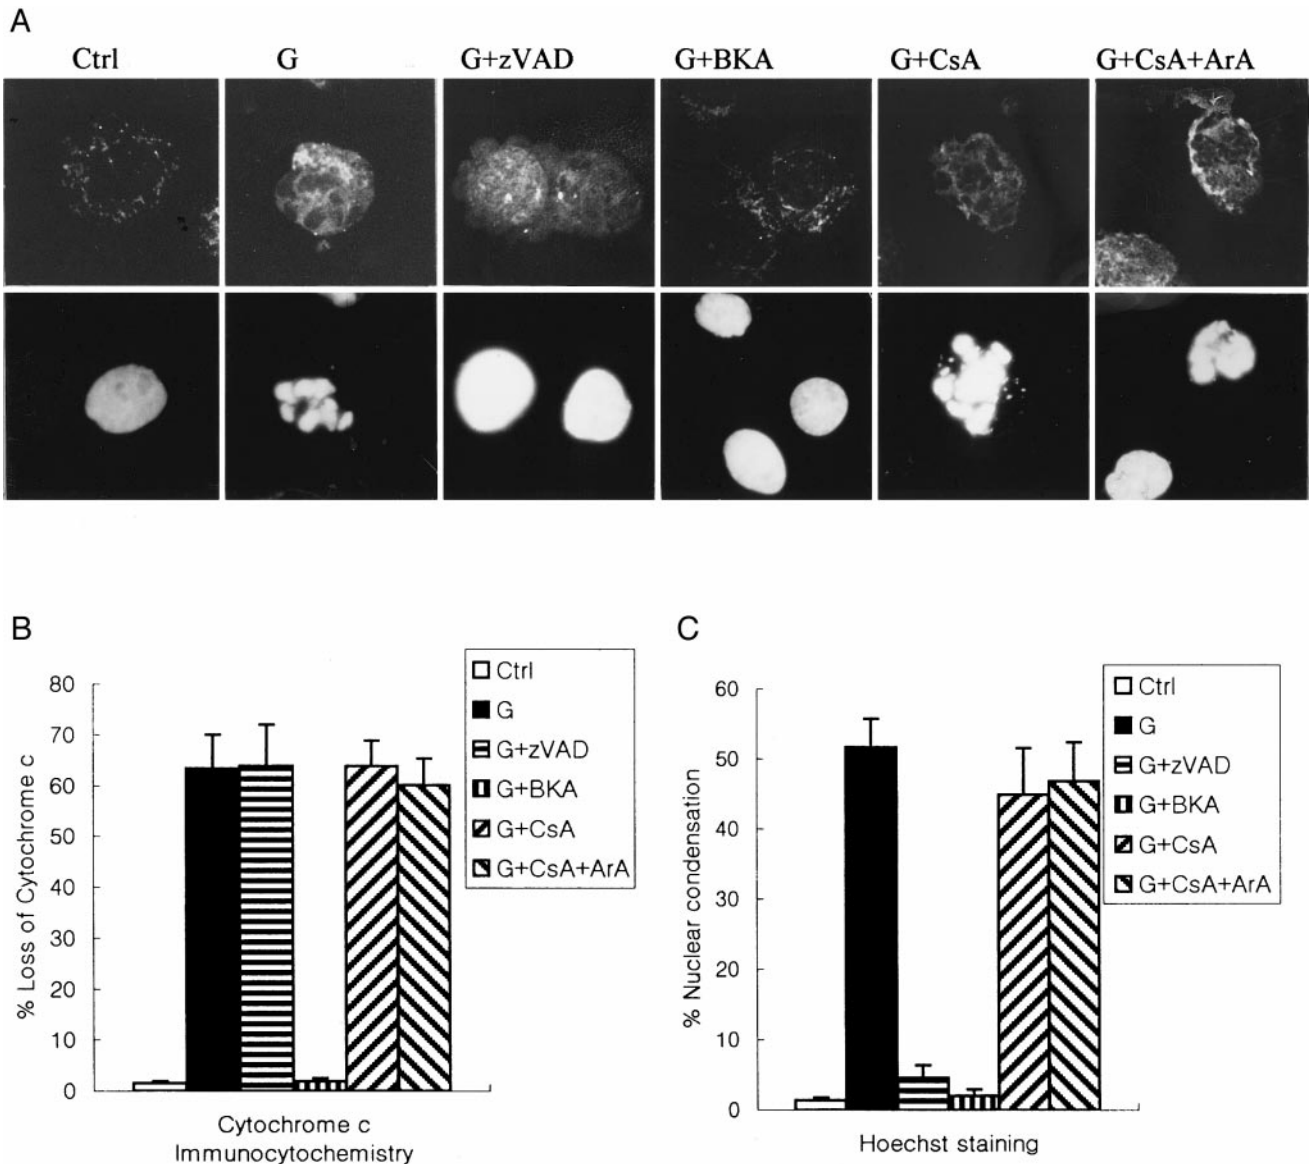 A
Ctrl G G+zVAD G+BKA G+CsA G+CsA+ArA
B
% Loss of Cytochrome c
80
70
60
50
40
30
20
10
0
Ctrl
G
G+zVAD
G+BKA
G+CsA
G+CsA+ArA
Cytochrome c
Immunocytochemistry
C
% Nuclear condensation
60
50
40
30
20
10
0
Ctrl
G
G+zVAD
G+BKA
G+CsA
G+CsA+ArA
Hoechst staining